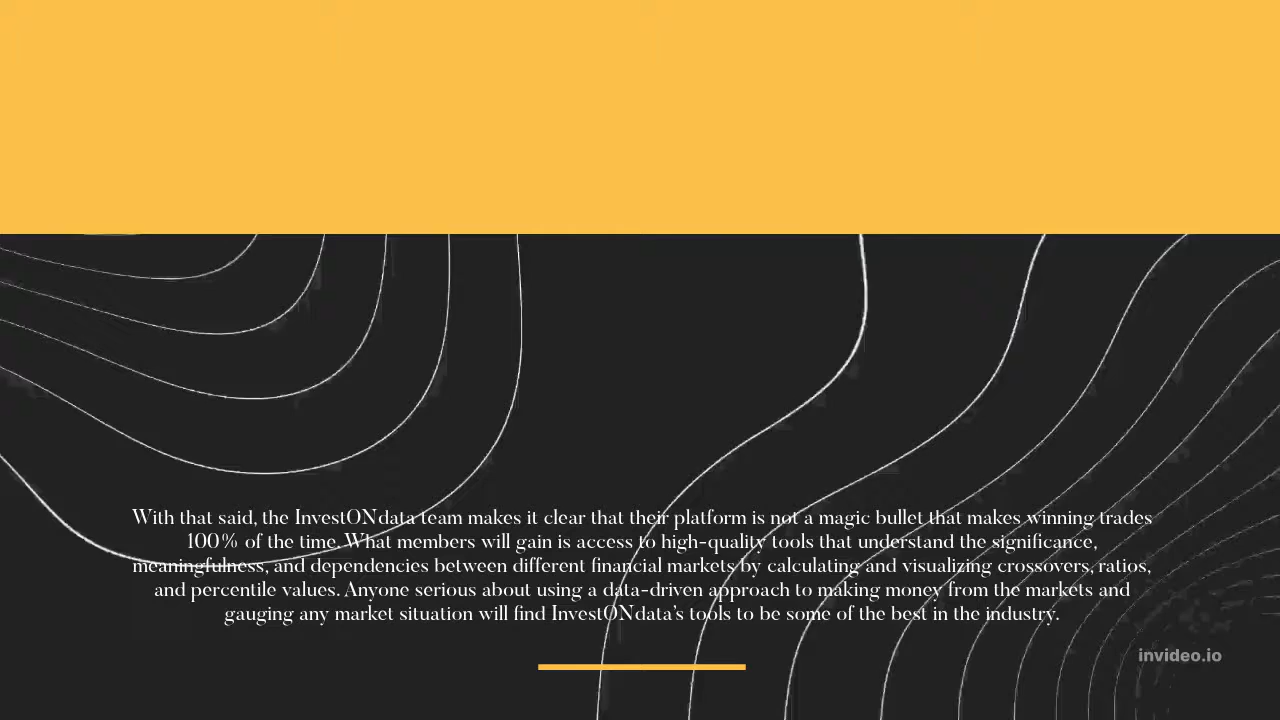 With that said, the InvestONdata team makes it clear that their platform is not a magic bullet that makes winning trades
100% of the time. What members will gain is access to high-quality tools that understand the significance,
meaningfulness, and dependencies between different financial markets by calculating and visualizing crossovers, ratios,
and percentile values. Anyone serious about using a data-driven approach to making money from the markets and
gauging any market situation will find InvestONdata's tools to be some of the best in the industry.
invideo.io